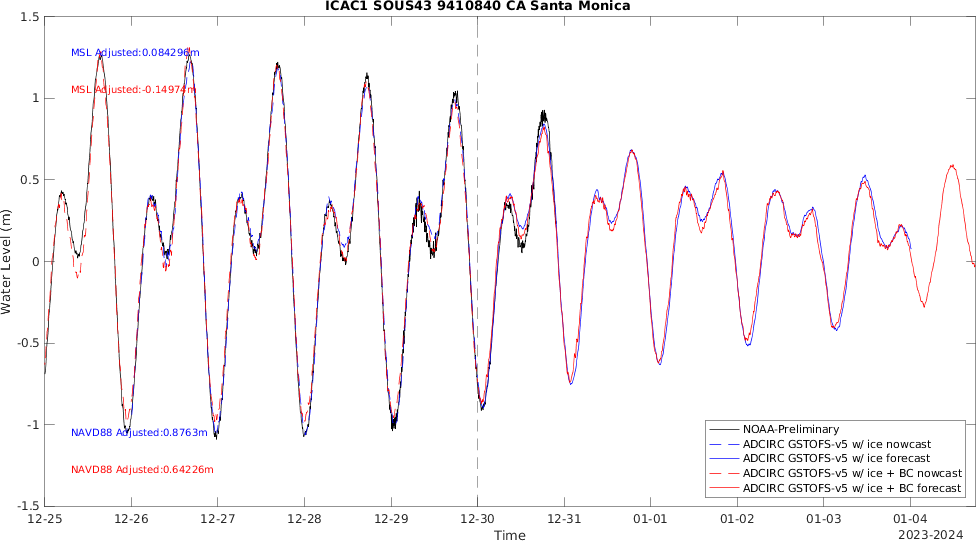 ICAC1 SOUS43 9410840 CA Santa Monica
1.5
MSL Adjusted:0.084296m
MSL Adjusted:-0.14974m
1
0.5
0
-0.5
-1
-1.5
Water Level (m)
NAVD88 Adjusted:0.8763m
NAVD88 Adjusted:0.64226m
NOAA-Preliminary
ADCIRC GSTOFS-v5 w/ ice nowcast
ADCIRC GSTOFS-v5 w/ ice forecast
ADCIRC GSTOFS-v5 w/ ice + BC nowcast
ADCIRC GSTOFS-v5 w/ ice + BC forecast
12-25 12-26 12-27 12-28 12-29 12-30 12-31 01-01 01-02 01-03 01-04
Time
2023-2024